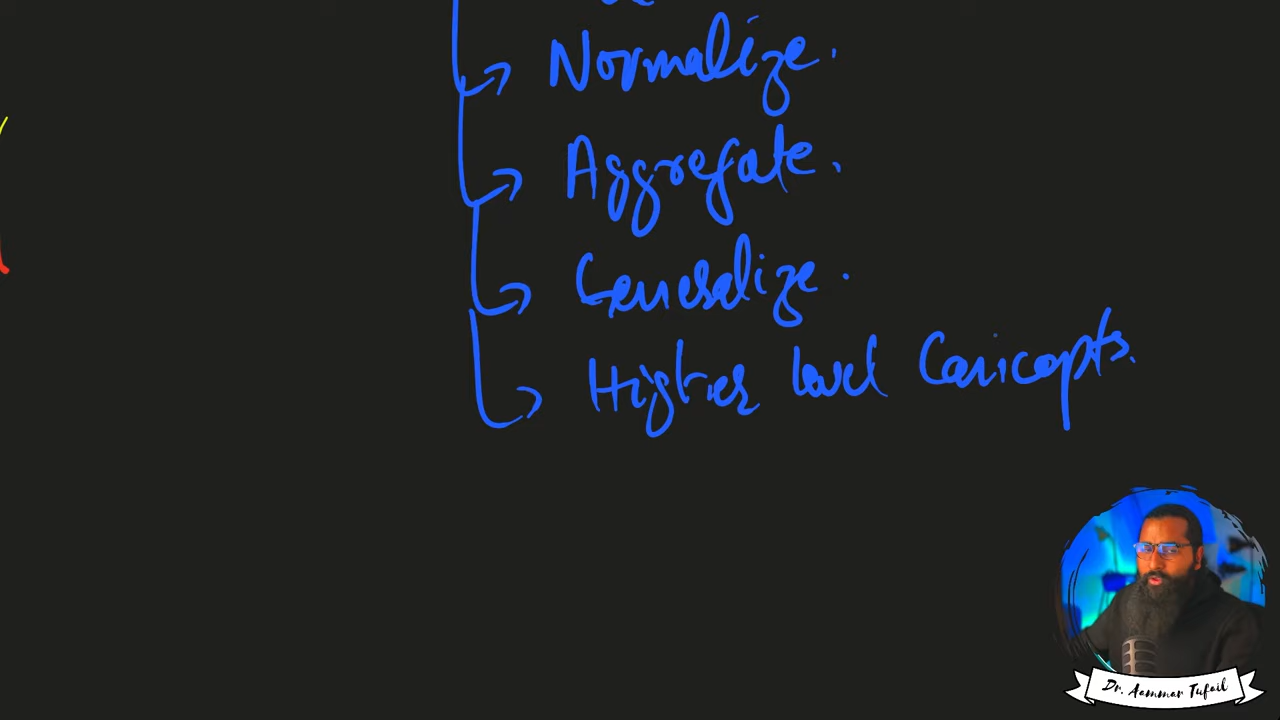 Normalize.
Aggregate.
Generalize.
Higher level Concepts.
Dr. Aammar Tufail